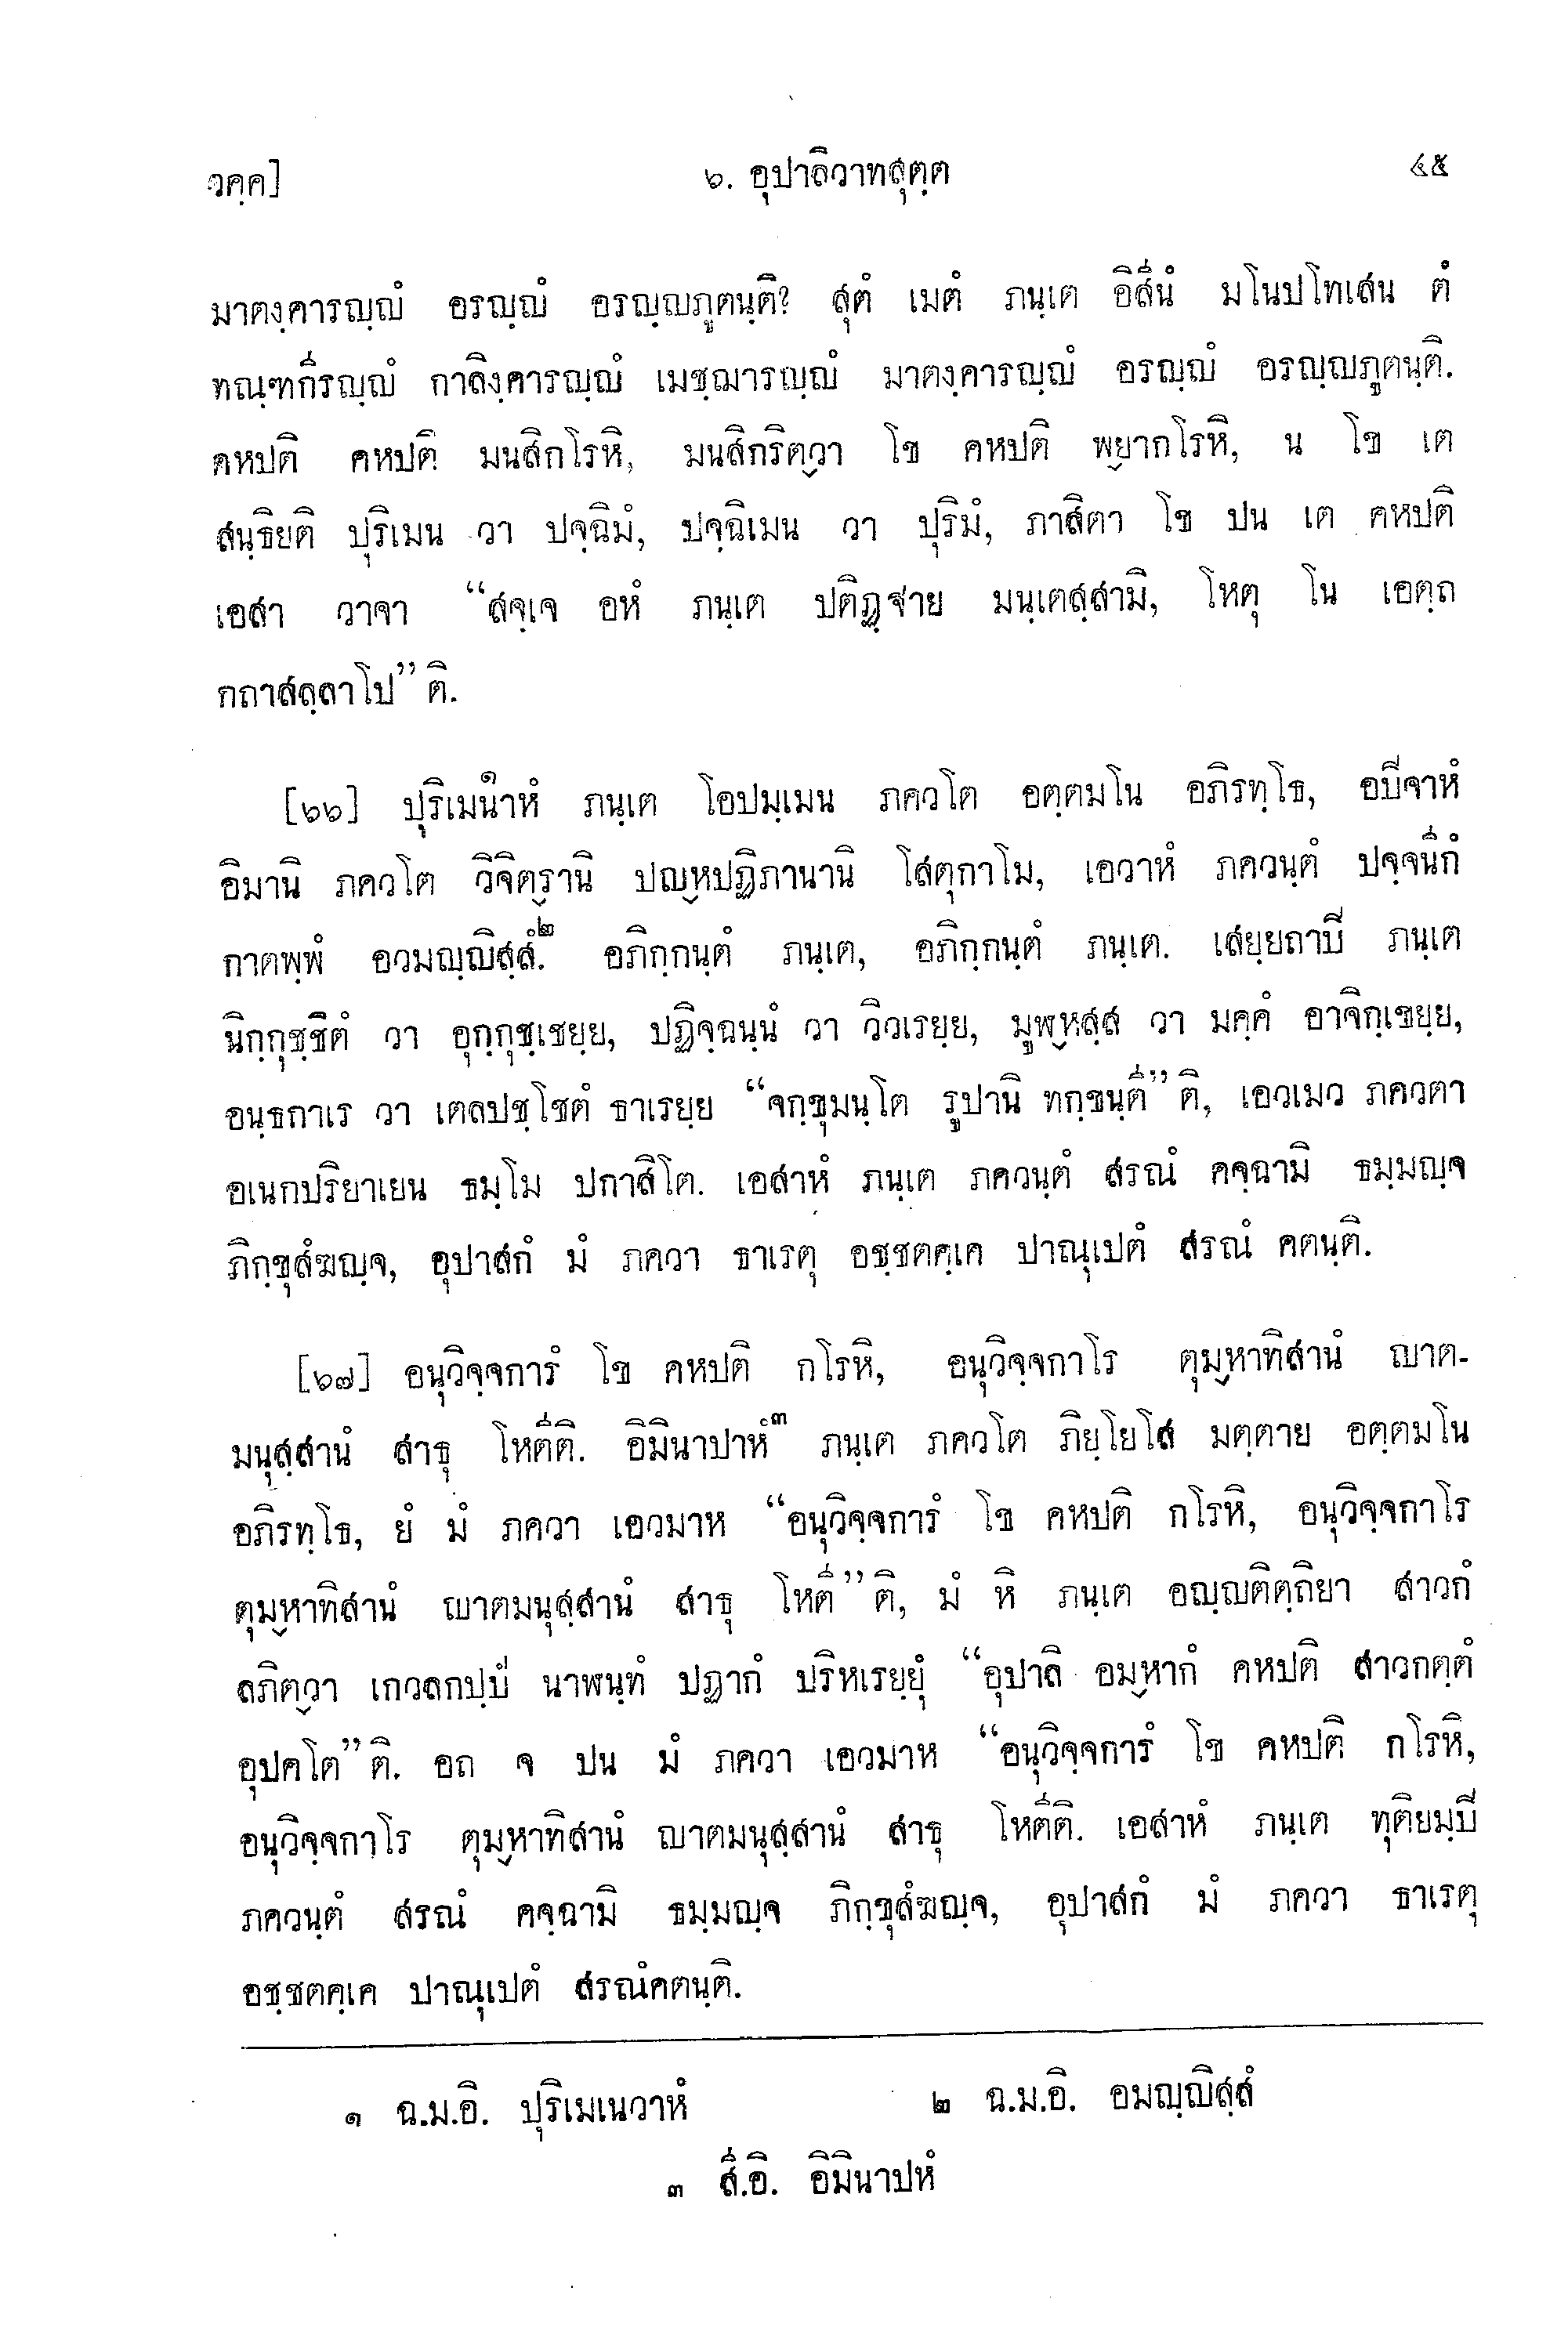 วคฺค]
๖. อุปาลิวาทสุตฺต
๔๕
มาตงฺคารญฺญํ อรญฺญํ อรญฺญภูตนฺติ? สุตํ เมตํ ภนฺเต อิสีนํ มโนปโทเสน ตํ
ทณฺฑกีรญฺญํ กาลิงฺคารญฺญํ เมชฺฌารญฺญํ มาตงฺคารญฺญํ อรญฺญํ อรญฺญภูตนฺติ.
คหปติ คหปติ มนสิกโรหิ, มนสิกริตฺวา โข คหปติ พฺยากโรหิ, น โข เต
สนฺธิยติ ปุริเมน วา ปจฺฉิมํ, ปจฺฉิเมน วา ปุริมํ, ภาสิตา โข ปน เต คหปติ
เอสา วาจา “สจฺเจ อหํ ภนฺเต ปติฏฺฐาย มนฺเตสฺสามิ, โหตุ โน เอตฺถ
กถาสลฺลาโป” ติ.
[๖๖] ปุริเมนาหํ๑ ภนฺเต โอปมฺเมน ภควโต อตฺตมโน อภิรทฺโธ, อปิจาหํ
อิมานิ ภควโต วิจิตฺรานิ ปญฺหปฏิภานานิ โสตุกาโม, เอวาหํ ภควนฺตํ ปจฺจนีกํ
กาตพฺพํ อวมญฺญิสฺสํ.๒ อภิกฺกนฺตํ ภนฺเต, อภิกฺกนฺตํ ภนฺเต. เสยฺยถาปิ ภนฺเต
นิกฺกุชฺชิตํ วา อุกฺกุชฺเชยฺย, ปฏิจฺฉนฺนํ วา วิวเรยฺย, มูฬฺหสฺส วา มคฺคํ อาจิกฺเขยฺย,
อนฺธกาเร วา เตลปชฺโชตํ ธาเรยฺย “จกฺขุมนฺโต รูปานิ ทกฺขนฺตี” ติ, เอวเมว ภควตา
อเนกปริยาเยน ธมฺโม ปกาสิโต. เอสาหํ ภนฺเต ภควนฺตํ สรณํ คจฺฉามิ ธมฺมญฺจ
ภิกฺขุสํฆญฺจ, อุปาสกํ มํ ภควา ธาเรตุ อชฺชตคฺเค ปาณุเปตํ สรณํ คตนฺติ.
[๖๗] อนุวิจฺจการํ โข คหปติ กโรหิ, อนุวิจฺจกาโร ตุมฺหาทิสานํ ญาต-
มนุสฺสานํ สาธุ โหตีติ. อิมินาปาหํ๓ ภนฺเต ภควโต ภิยฺโยโส มตฺตาย อตฺตมโน
อภิรทฺโธ, ยํ มํ ภควา เอวมาห “อนุวิจฺจการํ โข คหปติ กโรหิ, อนุวิจฺจกาโร
ตุมฺหาทิสานํ ญาตมนุสฺสานํ สาธุ โหตี” ติ, มํ หิ ภนฺเต อญฺญติตฺถิยา สาวกํ
ลภิตฺวา เกวลกปฺปํ นาฬนฺทํ ปฏากํ ปริหเรยฺยุํ “อุปาลิ อมฺหากํ คหปติ สาวกตฺตํ
อุปคโต” ติ. อถ จ ปน มํ ภควา เอวมาห “อนุวิจฺจการํ โข คหปติ กโรหิ,
อนุวิจฺจกาโร ตุมฺหาทิสานํ ญาตมนุสฺสานํ สาธุ โหตีติ. เอสาหํ ภนฺเต ทุติยมฺปิ
ภควนฺตํ สรณํ คจฺฉามิ ธมฺมญฺจ ภิกฺขุสํฆญฺจ, อุปาสกํ มํ ภควา ธาเรตุ
อชฺชตคฺเค ปาณุเปตํ สรณํคตนฺติ.
๑ ฉ.ม.อิ. ปุริเมเนวาหํ
๒ ฉ.ม.อิ. อมญฺญิสฺสํ
๓ สี.อิ. อิมินาปหํ